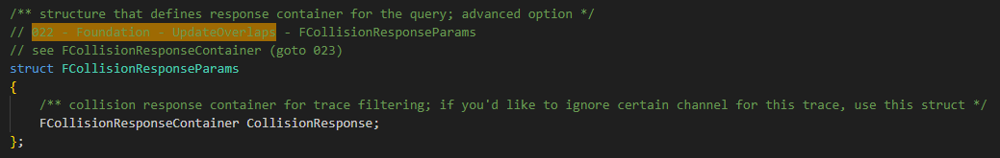 /** structure that defines response container for the query; advanced option */
// 022 - Foundation - UpdateOverlaps - FCollisionResponseParams
// see FCollisionResponseContainer (goto 023)
struct FCollisionResponseParams
{
/** collision response container for trace filtering; if you'd like to ignore certain channel for this trace, use this struct */
FCollisionResponseContainer CollisionResponse;
};